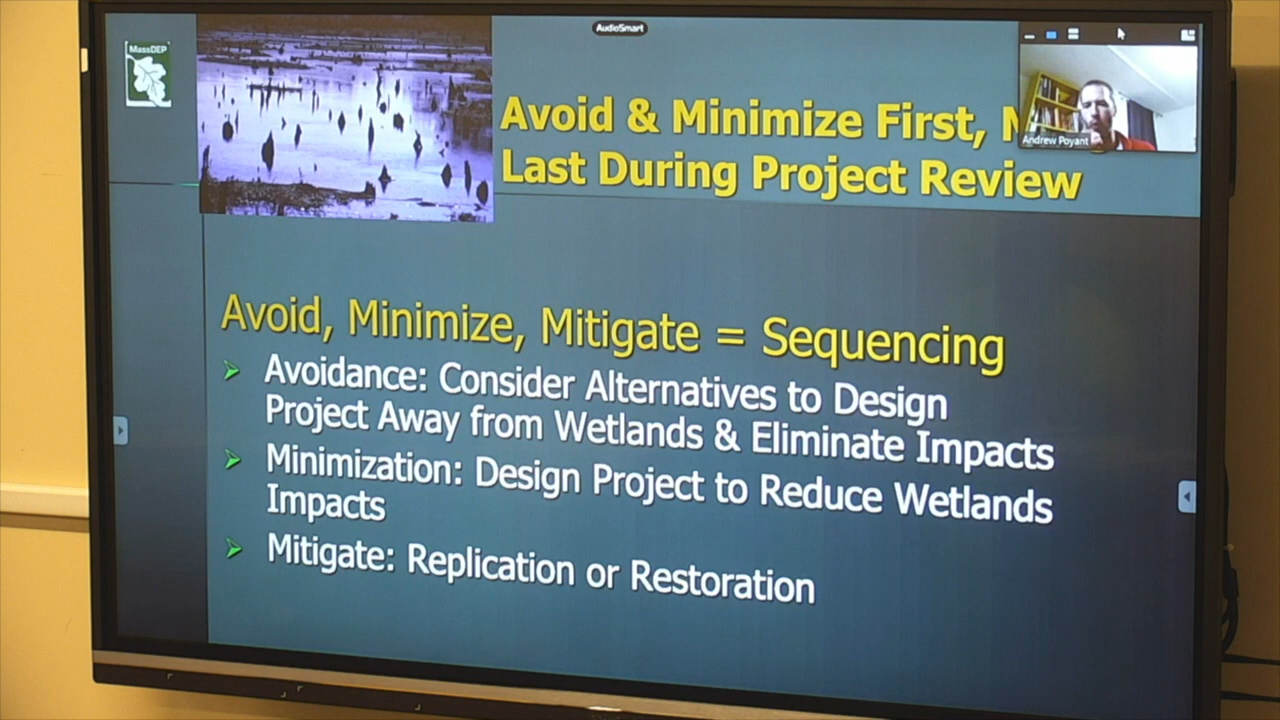 AudioSmart
MassDEP
Avoid & Minimize First,
Last During Project Review
Andrew Poyant
Avoid, Minimize, Mitigate = Sequencing
Avoidance: Consider Alternatives to Design
Project Away from Wetlands & Eliminate Impacts
Minimization: Design Project to Reduce Wetlands
Impacts
Mitigate: Replication or Restoration